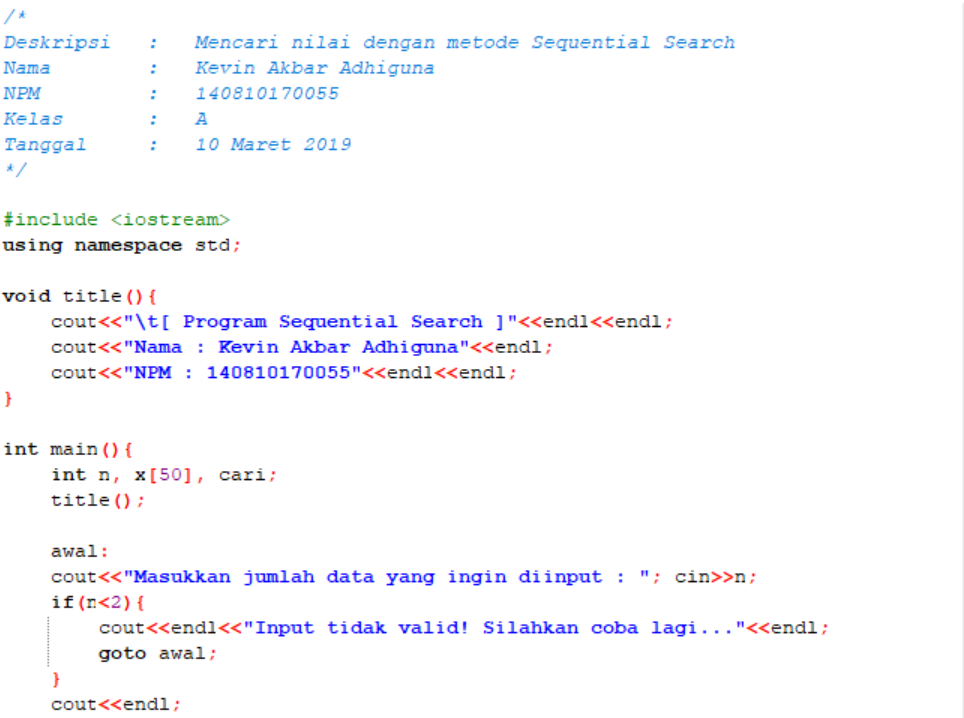 /*
Deskripsi   :   Mencari nilai dengan metode Sequential Search
Nama        :   Kevin Akbar Adhiguna
NPM         :   140810170055
Kelas       :   A
Tanggal     :   10 Maret 2019
*/
#include <iostream>
using namespace std;
void title(){
    cout<<"\t[ Program Sequential Search ]"<<endl<<endl;
    cout<<"Nama : Kevin Akbar Adhiguna"<<endl;
    cout<<"NPM : 140810170055"<<endl<<endl;
}
int main(){
    int n, x[50], cari;
    title();
    awal:
    cout<<"Masukkan jumlah data yang ingin diinput : "; cin>>n;
    if(n<2){
        cout<<endl<<"Input tidak valid! Silahkan coba lagi..."<<endl;
        goto awal;
    }
    cout<<endl;